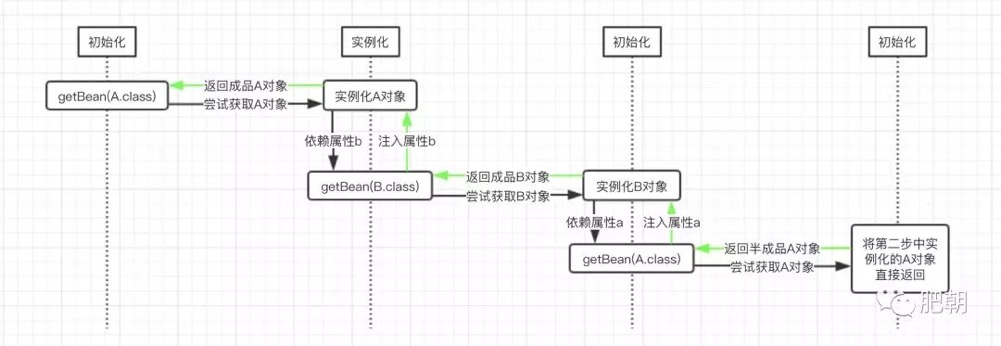 初始化
实例化
初始化
初始化
getBean(A.class)
返回成品A对象
尝试获取A对象
实例化A对象
依赖属性b
注入属性b
getBean(B.class)
返回成品B对象
尝试获取B对象
实例化B对象
依赖属性a
注入属性a
getBean(A.class)
返回半成品A对象
尝试获取A对象
将第二步中实
例化的A对象
直接返回
肥朝